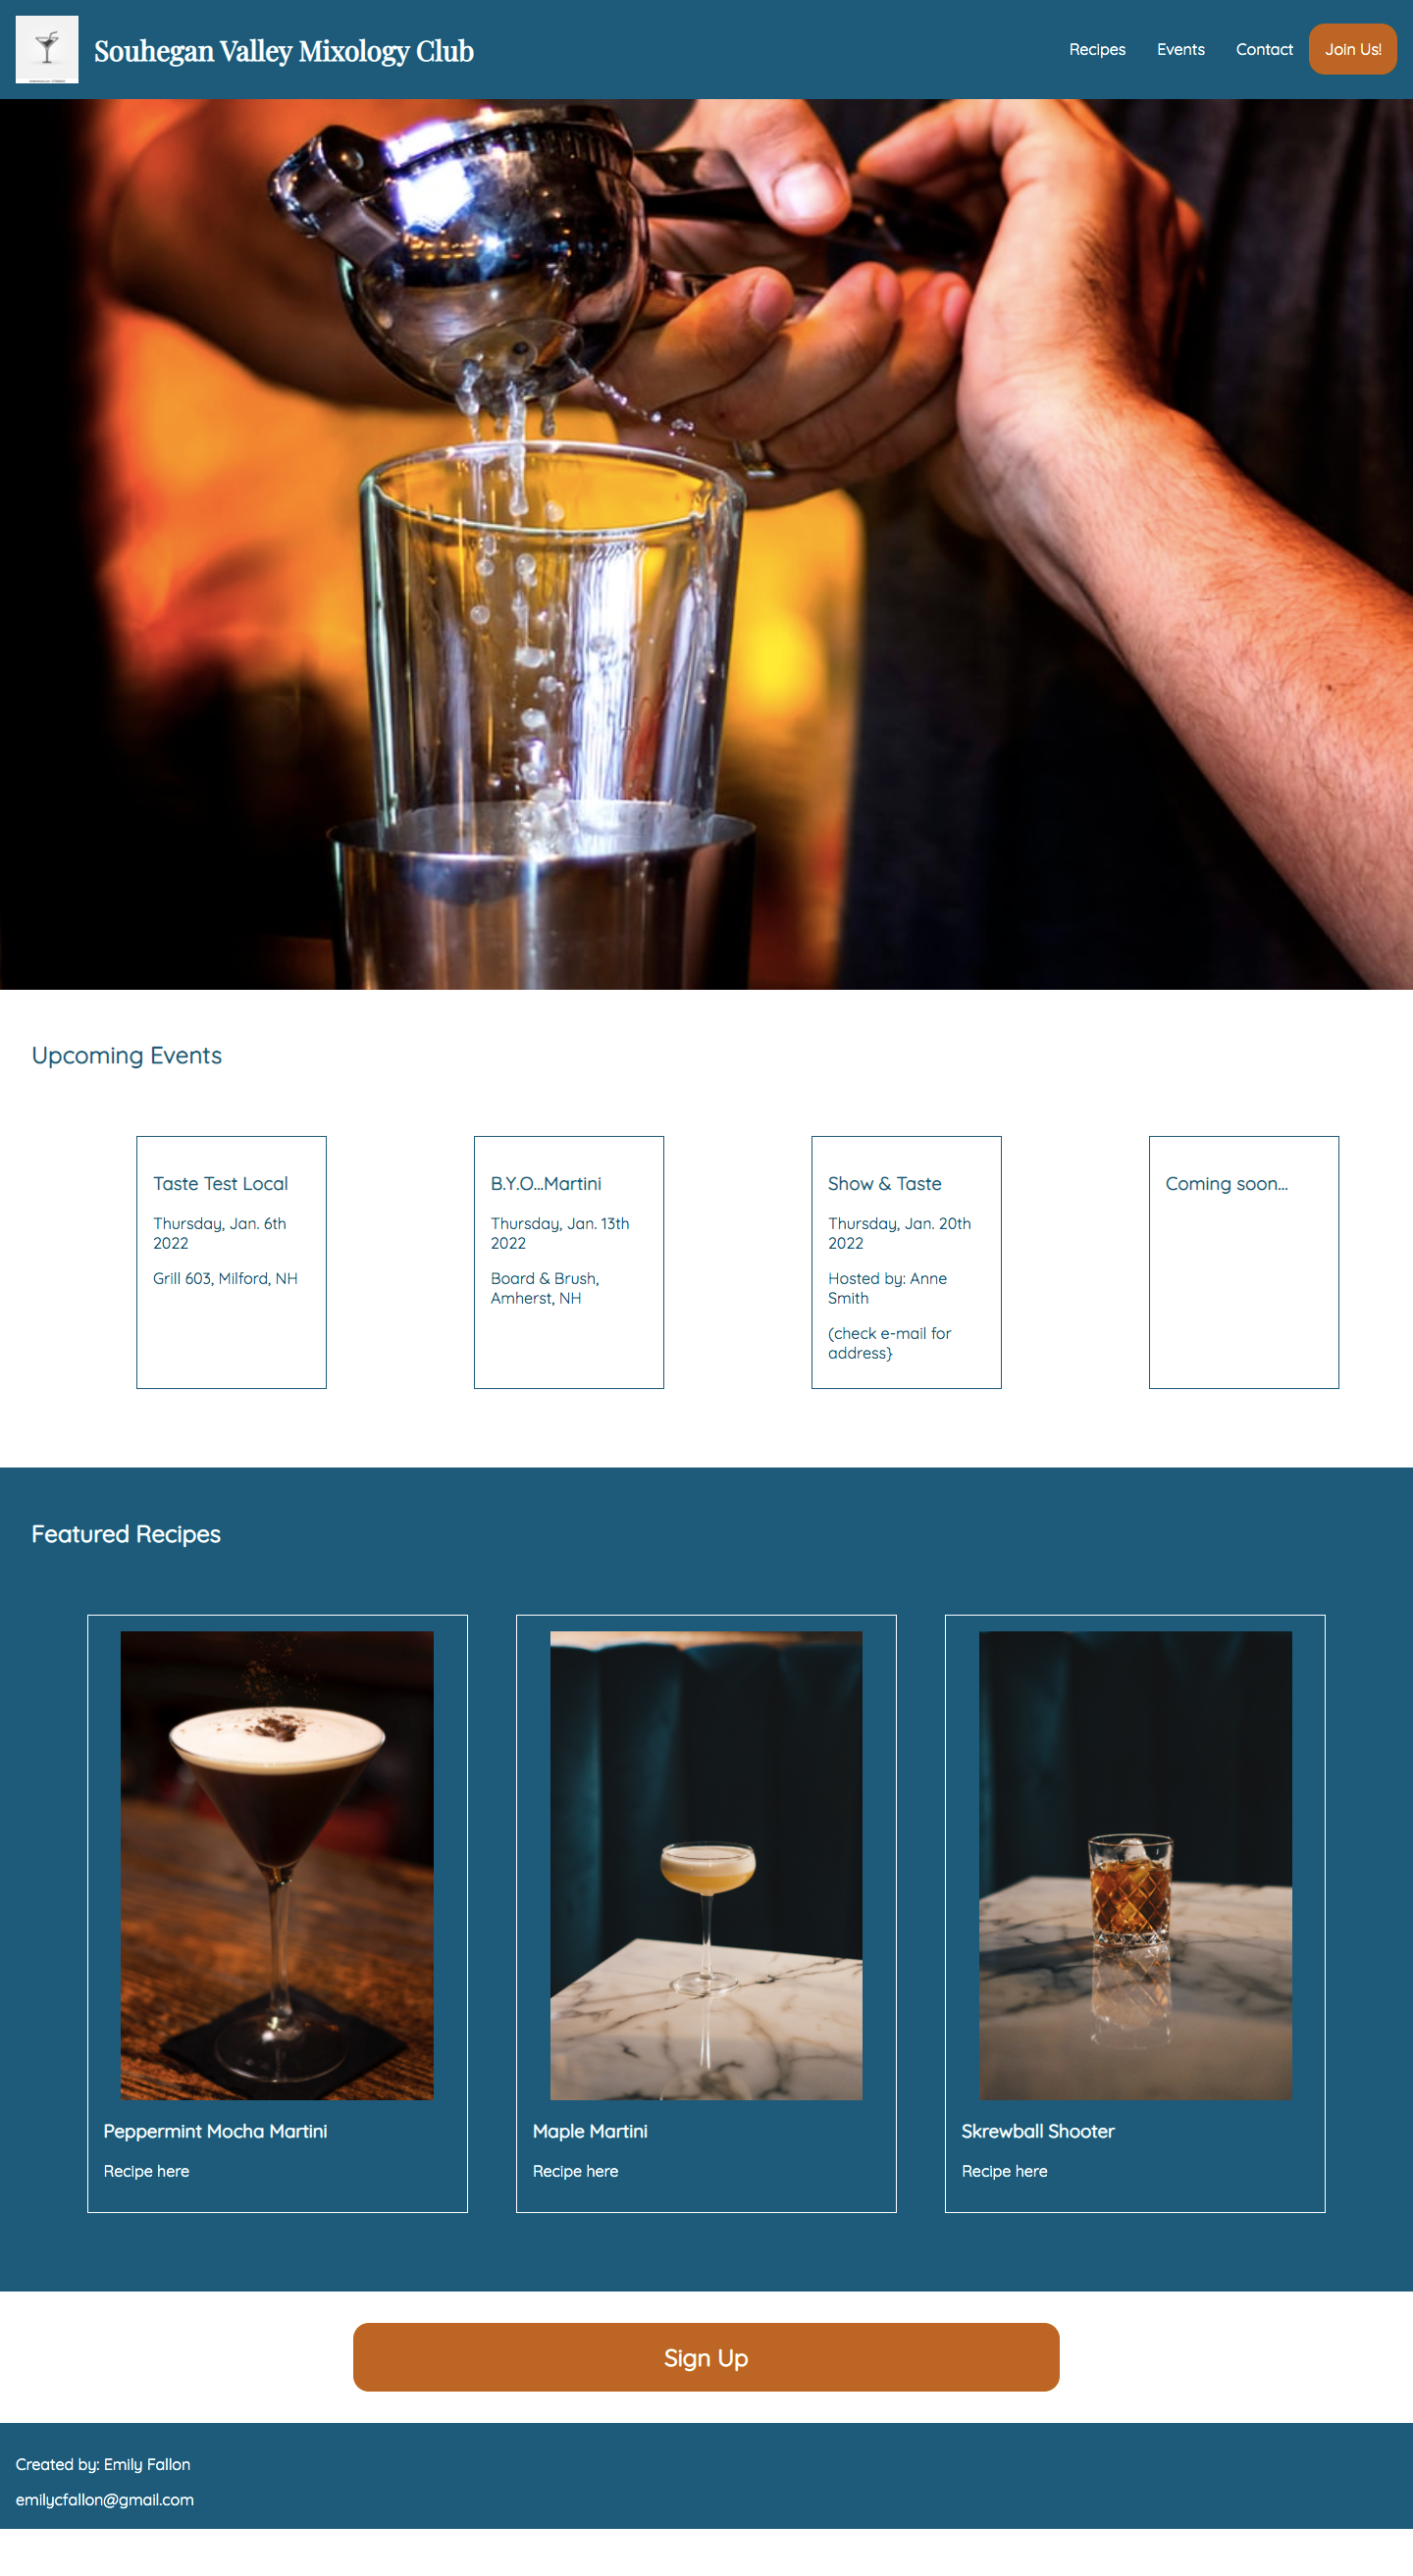 Souhegan Valley Mixology Club
Recipes
Events
Contact
Join Us!
Upcoming Events
Taste Test Local
Thursday, Jan. 6th
2022
Grill 603, Milford, NH
B.Y.O...Martini
Thursday, Jan. 13th
2022
Board & Brush,
Amherst, NH
Show & Taste
Thursday, Jan. 20th
2022
Hosted by: Anne
Smith
(check e-mail for
address}
Coming soon...
Featured Recipes
Peppermint Mocha Martini
Recipe here
Maple Martini
Recipe here
Skrewball Shooter
Recipe here
Sign Up
Created by: Emily Fallon
emilycfallon@gmail.com